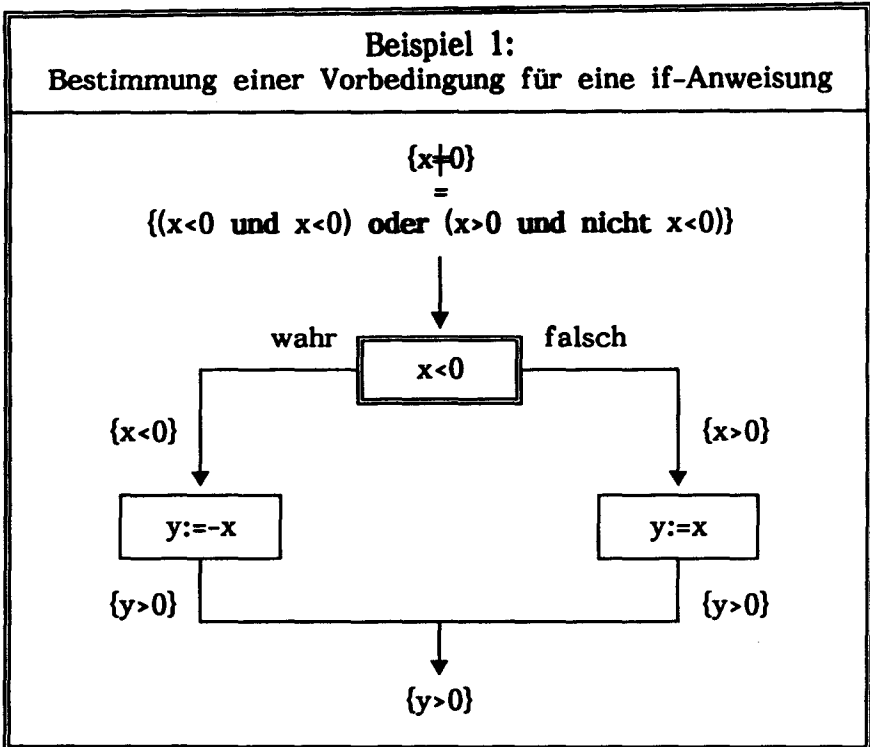 Beispiel 1:
Bestimmung einer Vorbedingung für eine if-Anweisung
{x≠0}
=
{(x<0 und x<0) oder (x>0 und nicht x<0)}
wahr
falsch
x<0
{x<0}
{x>0}
y:=-x
y:=x
{y>0}
{y>0}
{y>0}